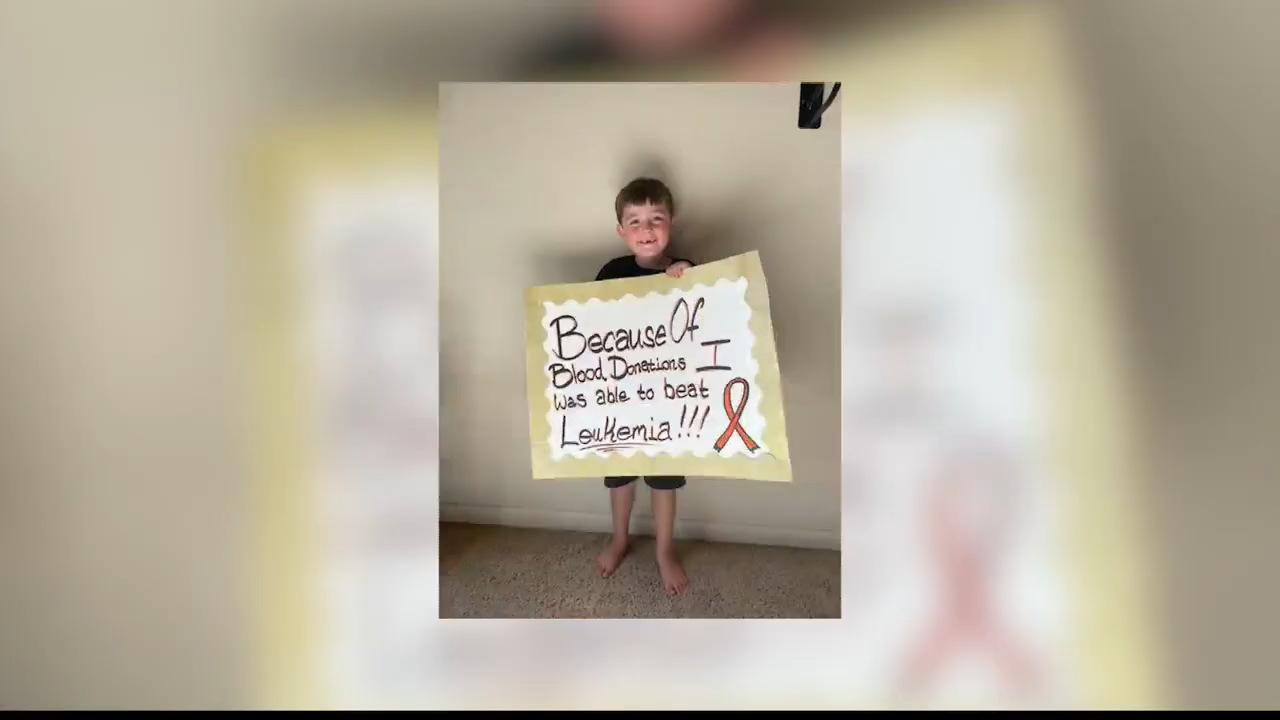 Because Of
Blood Donations I
was able to beat
Leukemia!!!